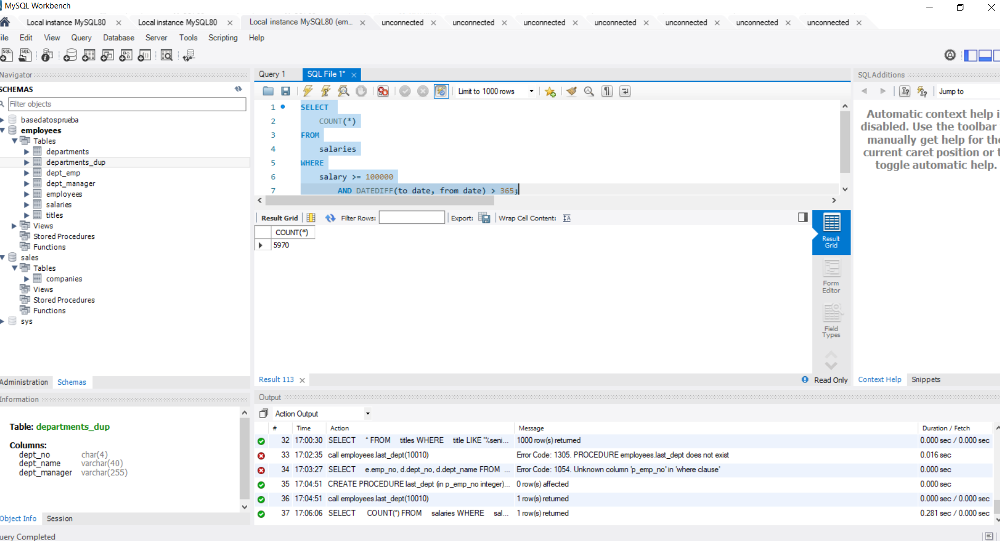 MySQL Workbench
Local instance MySQL80
Local instance MySQL80
Local instance MySQL80 (em...
unconnected
unconnected
unconnected
unconnected
unconnected
unconnected
unconnected
ile Edit View Query Database Server Tools Scripting Help
Navigator
SCHEMAS
Filter objects
basedatosprueba
employees
Tables
departments
departments_dup
dept_emp
dept_manager
employees
salaries
titles
Views
Stored Procedures
Functions
sales
Tables
companies
Views
Stored Procedures
Functions
sys
Administration Schemas
Information
Table: departments_dup
Columns:
dept_no char(4)
dept_name varchar(40)
dept_manager varchar(255)
Object Info Session
uery Completed
Query 1 SQL File 1*
Limit to 1000 rows
1 SELECT
2 COUNT(*)
3 FROM
4 salaries
5 WHERE
6 salary >= 100000
7 AND DATEDIFF(to date, from date) > 365;
Result Grid Filter Rows: Export: Wrap Cell Content:
COUNT(*)
5970
Result Grid
Form Editor
Field Types
Result 113
Read Only
SQLAdditions
Jump to
Automatic context help i
disabled. Use the toolbar
manually get help for the
current caret position or t
toggle automatic help.
Context Help Snippets
Output
Action Output
# Time Action Message Duration / Fetch
32 17:00:30 SELECT * FROM titles WHERE title LIKE '%seni... 1000 row(s) returned 0.000 sec / 0.000 sec
33 17:02:35 call employees.last_dept(10010) Error Code: 1305. PROCEDURE employees.last_dept does not exist 0.016 sec
34 17:03:27 SELECT e.emp_no, d.dept_no, d.dept_name FROM ... Error Code: 1054. Unknown column 'p_emp_no' in 'where clause' 0.000 sec
35 17:04:51 CREATE PROCEDURE last_dept (in p_emp_no integer)... 0 row(s) affected 0.000 sec
36 17:04:51 call employees.last_dept(10010) 1 row(s) returned 0.000 sec / 0.000 sec
37 17:06:06 SELECT COUNT(*) FROM salaries WHERE sal... 1 row(s) returned 0.281 sec / 0.000 sec